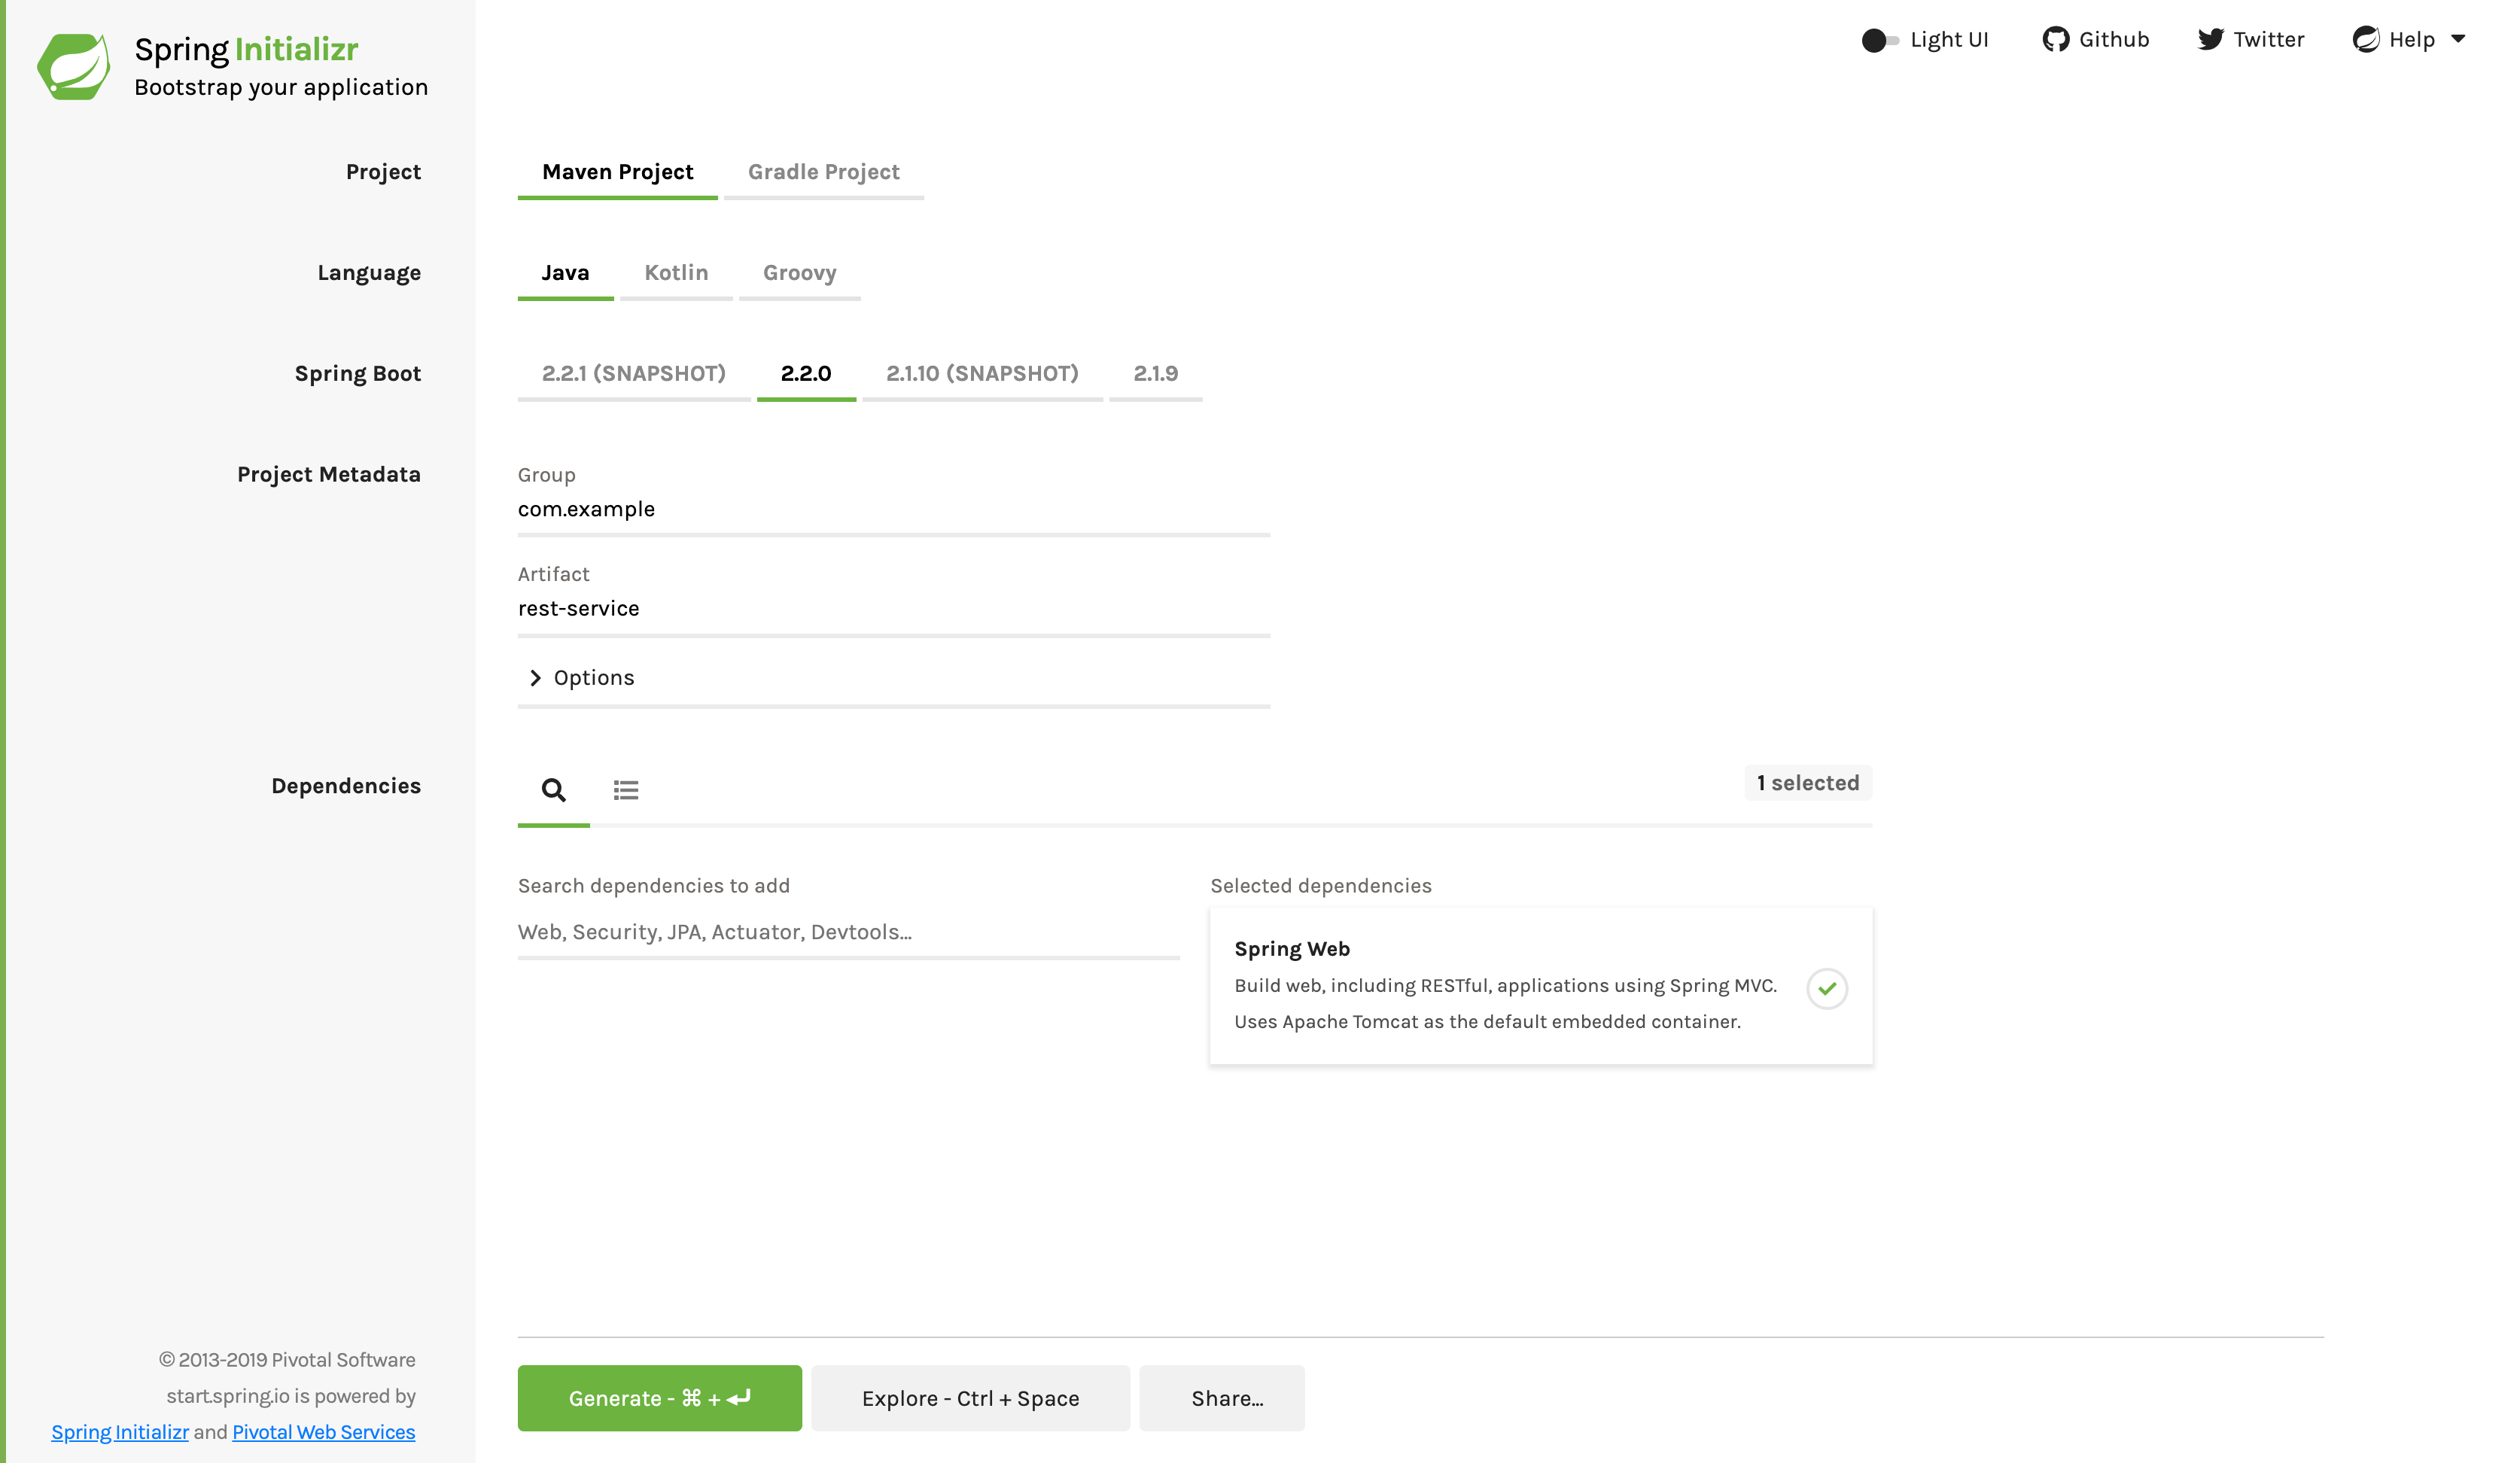 Spring Initializr
Bootstrap your application
Light UI
Github
Twitter
Help
Project
Maven Project
Gradle Project
Language
Java
Kotlin
Groovy
Spring Boot
2.2.1 (SNAPSHOT)
2.2.0
2.1.10 (SNAPSHOT)
2.1.9
Project Metadata
Group
com.example
Artifact
rest-service
Options
Dependencies
1 selected
Search dependencies to add
Web, Security, JPA, Actuator, Devtools...
Selected dependencies
Spring Web
Build web, including RESTful, applications using Spring MVC.
Uses Apache Tomcat as the default embedded container.
© 2013-2019 Pivotal Software
start.spring.io is powered by
Spring Initializr and Pivotal Web Services
Generate - ⌘ + ⏎
Explore - Ctrl + Space
Share...